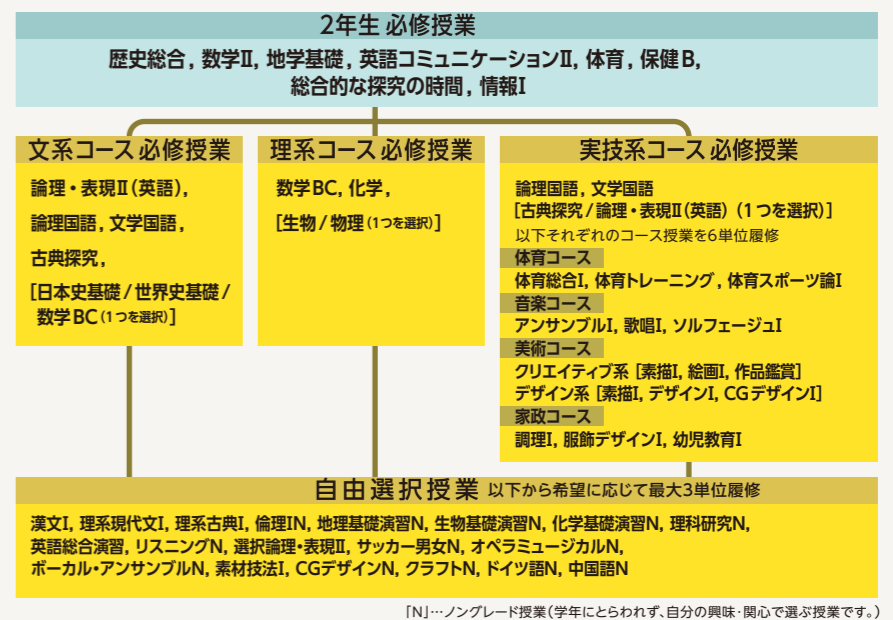 2年生 必修授業
歴史総合, 数学Ⅱ, 地学基礎, 英語コミュニケーションⅡ, 体育, 保健B,
総合的な探究の時間, 情報I
文系コース 必修授業
論理・表現Ⅱ(英語),
論理国語, 文学国語,
古典探究,
[日本史基礎/世界史基礎/
数学BC(1つを選択)]
理系コース 必修授業
数学BC, 化学,
[生物/物理(1つを選択)]
実技系コース 必修授業
論理国語, 文学国語
[古典探究/論理・表現Ⅱ(英語)(1つを選択)]
以下それぞれのコース授業を6単位履修
体育コース
体育総合I, 体育トレーニング, 体育スポーツ論I
音楽コース
アンサンブルI, 歌唱I, ソルフェージュI
美術コース
クリエイティブ系 [素描I, 絵画I, 作品鑑賞]
デザイン系 [素描I, デザインI, CGデザインI]
家政コース
調理I, 服飾デザインI, 幼児教育I
自由選択授業 以下から希望に応じて最大3単位履修
漢文I, 理系現代文I, 理系古典I, 倫理IN, 地理基礎演習N, 生物基礎演習N, 化学基礎演習N, 理科研究N,
英語総合演習, リスニングN, 選択論理・表現Ⅱ, サッカー男女N, オペラミュージカルN,
ボーカル・アンサンブルN, 素材技法I, CGデザインN, クラフトN, ドイツ語N, 中国語N
「N」…ノングレード授業(学年にとらわれず、自分の興味・関心で選ぶ授業です。)